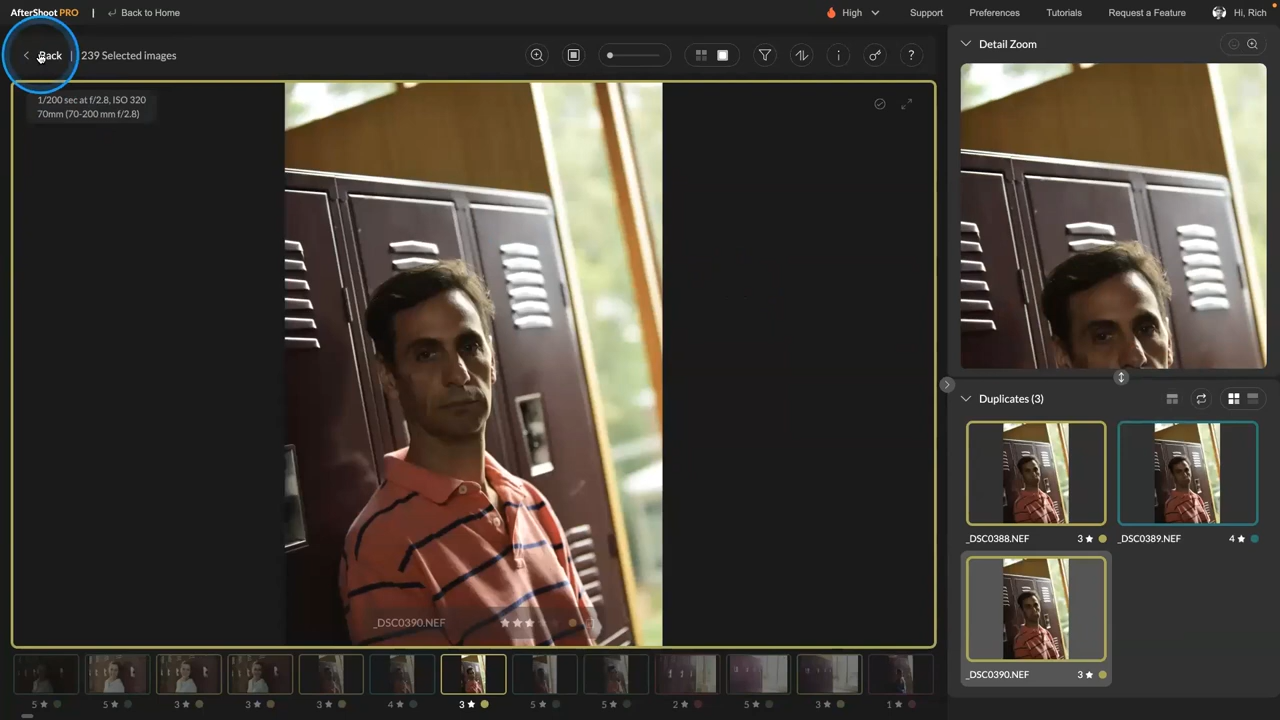 AfterShoot PRO | Back to Home High Support Preferences Tutorials Request a Feature Hi, Rich
Back | 239 Selected images
1/200 sec at f/2.8, ISO 320
70mm (70-200 mm f/2.8)
_DSC0390.NEF
5 5 3 3 3 4 3 5 5 2 5 3 1
Detail Zoom
Duplicates (3)
_DSC0388.NEF 3
_DSC0389.NEF 4
_DSC0390.NEF 3